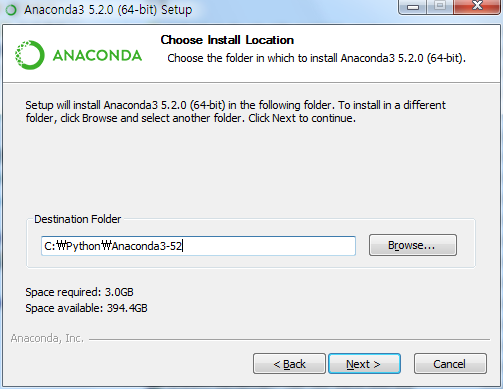 Anaconda3 5.2.0 (64-bit) Setup
ANACONDA
Choose Install Location
Choose the folder in which to install Anaconda3 5.2.0 (64-bit).
Setup will install Anaconda3 5.2.0 (64-bit) in the following folder. To install in a different
folder, click Browse and select another folder. Click Next to continue.
Destination Folder
C:₩Python₩Anaconda3-52
Browse...
Space required: 3.0GB
Space available: 394.4GB
Anaconda, Inc.
< Back
Next >
Cancel